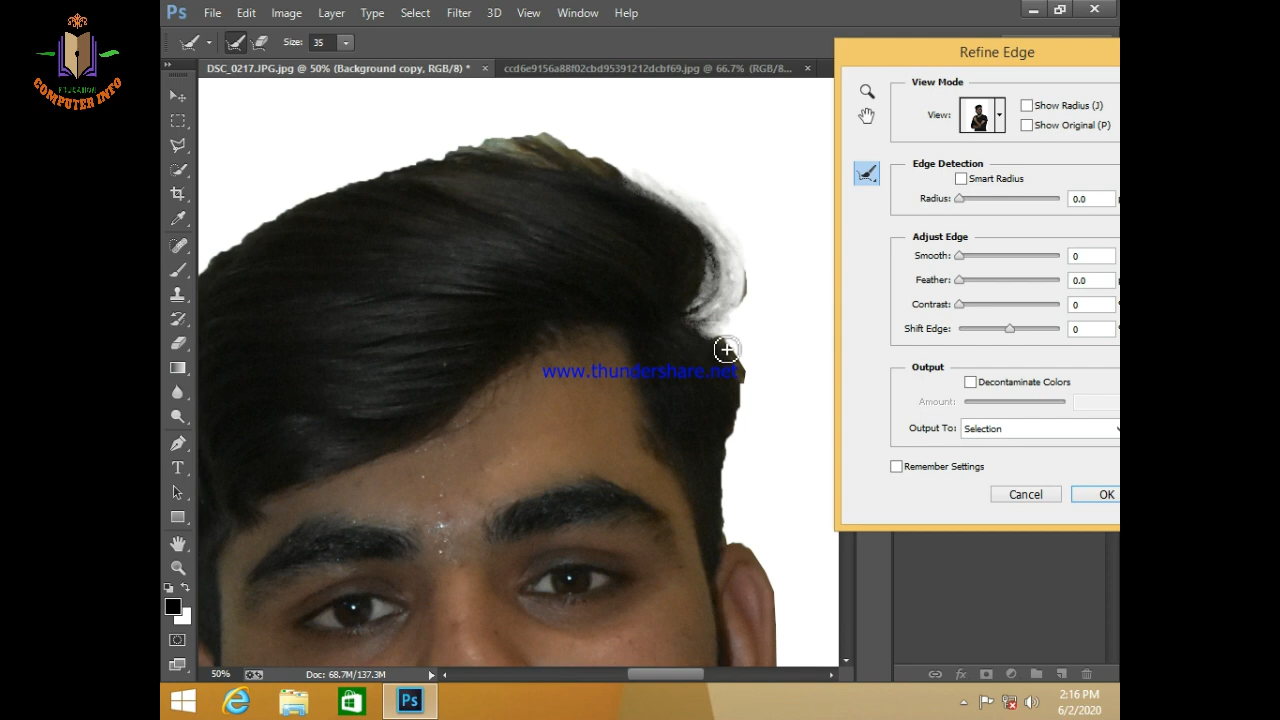 Ps File Edit Image Layer Type Select Filter 3D View Window Help
Size: 35
DSC_0217.JPG.jpg @ 50% (Background copy, RGB/8) * × ccd6e9156a88f02cbd95391212dcbf69.jpg @ 66.7% (RGB/8... ×
EDUCATION
COMPUTER INFO
Refine Edge
View Mode
View:
Show Radius (J)
Show Original (P)
Edge Detection
Smart Radius
Radius: 0.0
Adjust Edge
Smooth: 0
Feather: 0.0
Contrast: 0
Shift Edge: 0
Output
Decontaminate Colors
Amount:
Output To: Selection
Remember Settings
Cancel OK
www.thundershare.net
T
50% Doc: 68.7M/137.3M
fx
Ps
2:16 PM
6/2/2020